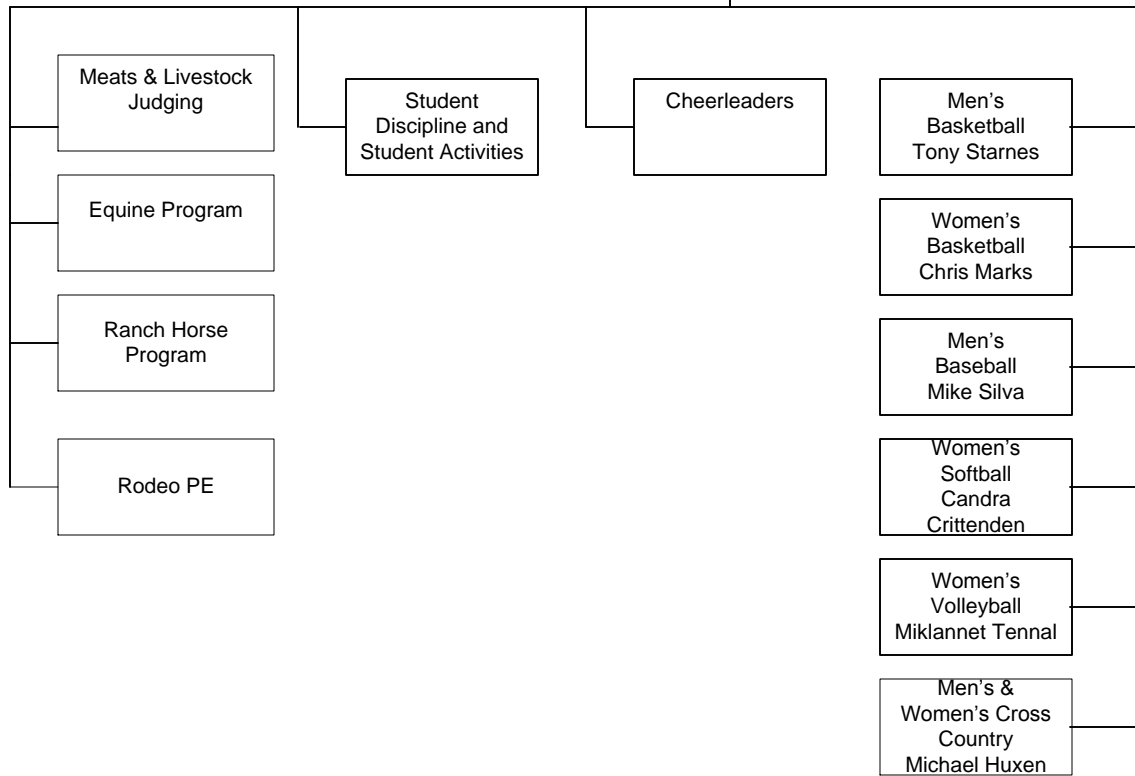 Meats & Livestock
Judging
Equine Program
Ranch Horse
Program
Rodeo PE
Student
Discipline and
Student Activities
Cheerleaders
Men’s
Basketball
Tony Starnes
Women’s
Basketball
Chris Marks
Men’s
Baseball
Mike Silva
Women’s
Softball
Candra
Crittenden
Women’s
Volleyball
Miklannet Tennal
Men’s &
Women’s Cross
Country
Michael Huxen